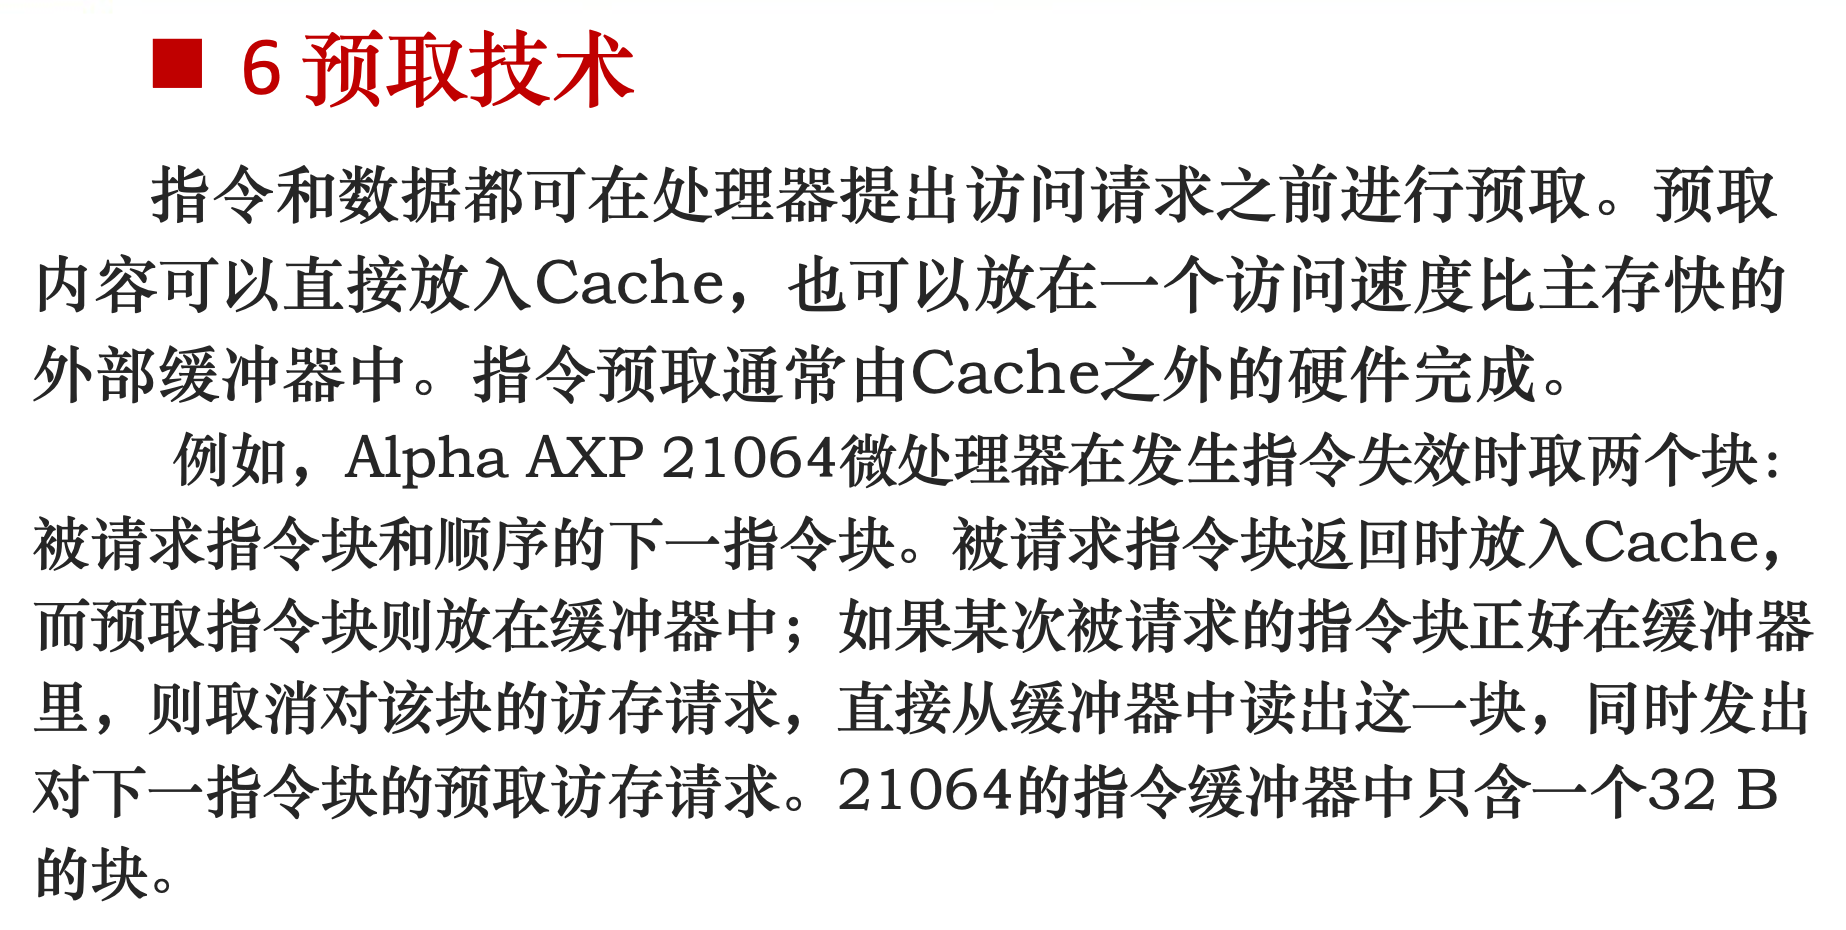 ■ 6 预取技术
指令和数据都可在处理器提出访问请求之前进行预取。预取
内容可以直接放入Cache，也可以放在一个访问速度比主存快的
外部缓冲器中。指令预取通常由Cache之外的硬件完成。
例如，Alpha AXP 21064微处理器在发生指令失效时取两个块：
被请求指令块和顺序的下一指令块。被请求指令块返回时放入Cache，
而预取指令块则放在缓冲器中；如果某次被请求的指令块正好在缓冲器
里，则取消对该块的访存请求，直接从缓冲器中读出这一块，同时发出
对下一指令块的预取访存请求。21064的指令缓冲器中只含一个32 B
的块。